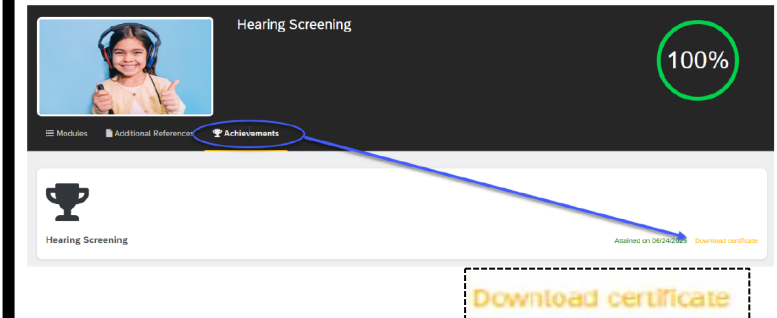 Hearing Screening
100%
Modules Additional References Achievements
Hearing Screening
Attained on 06/24/2025 Download certificate
Download certificate